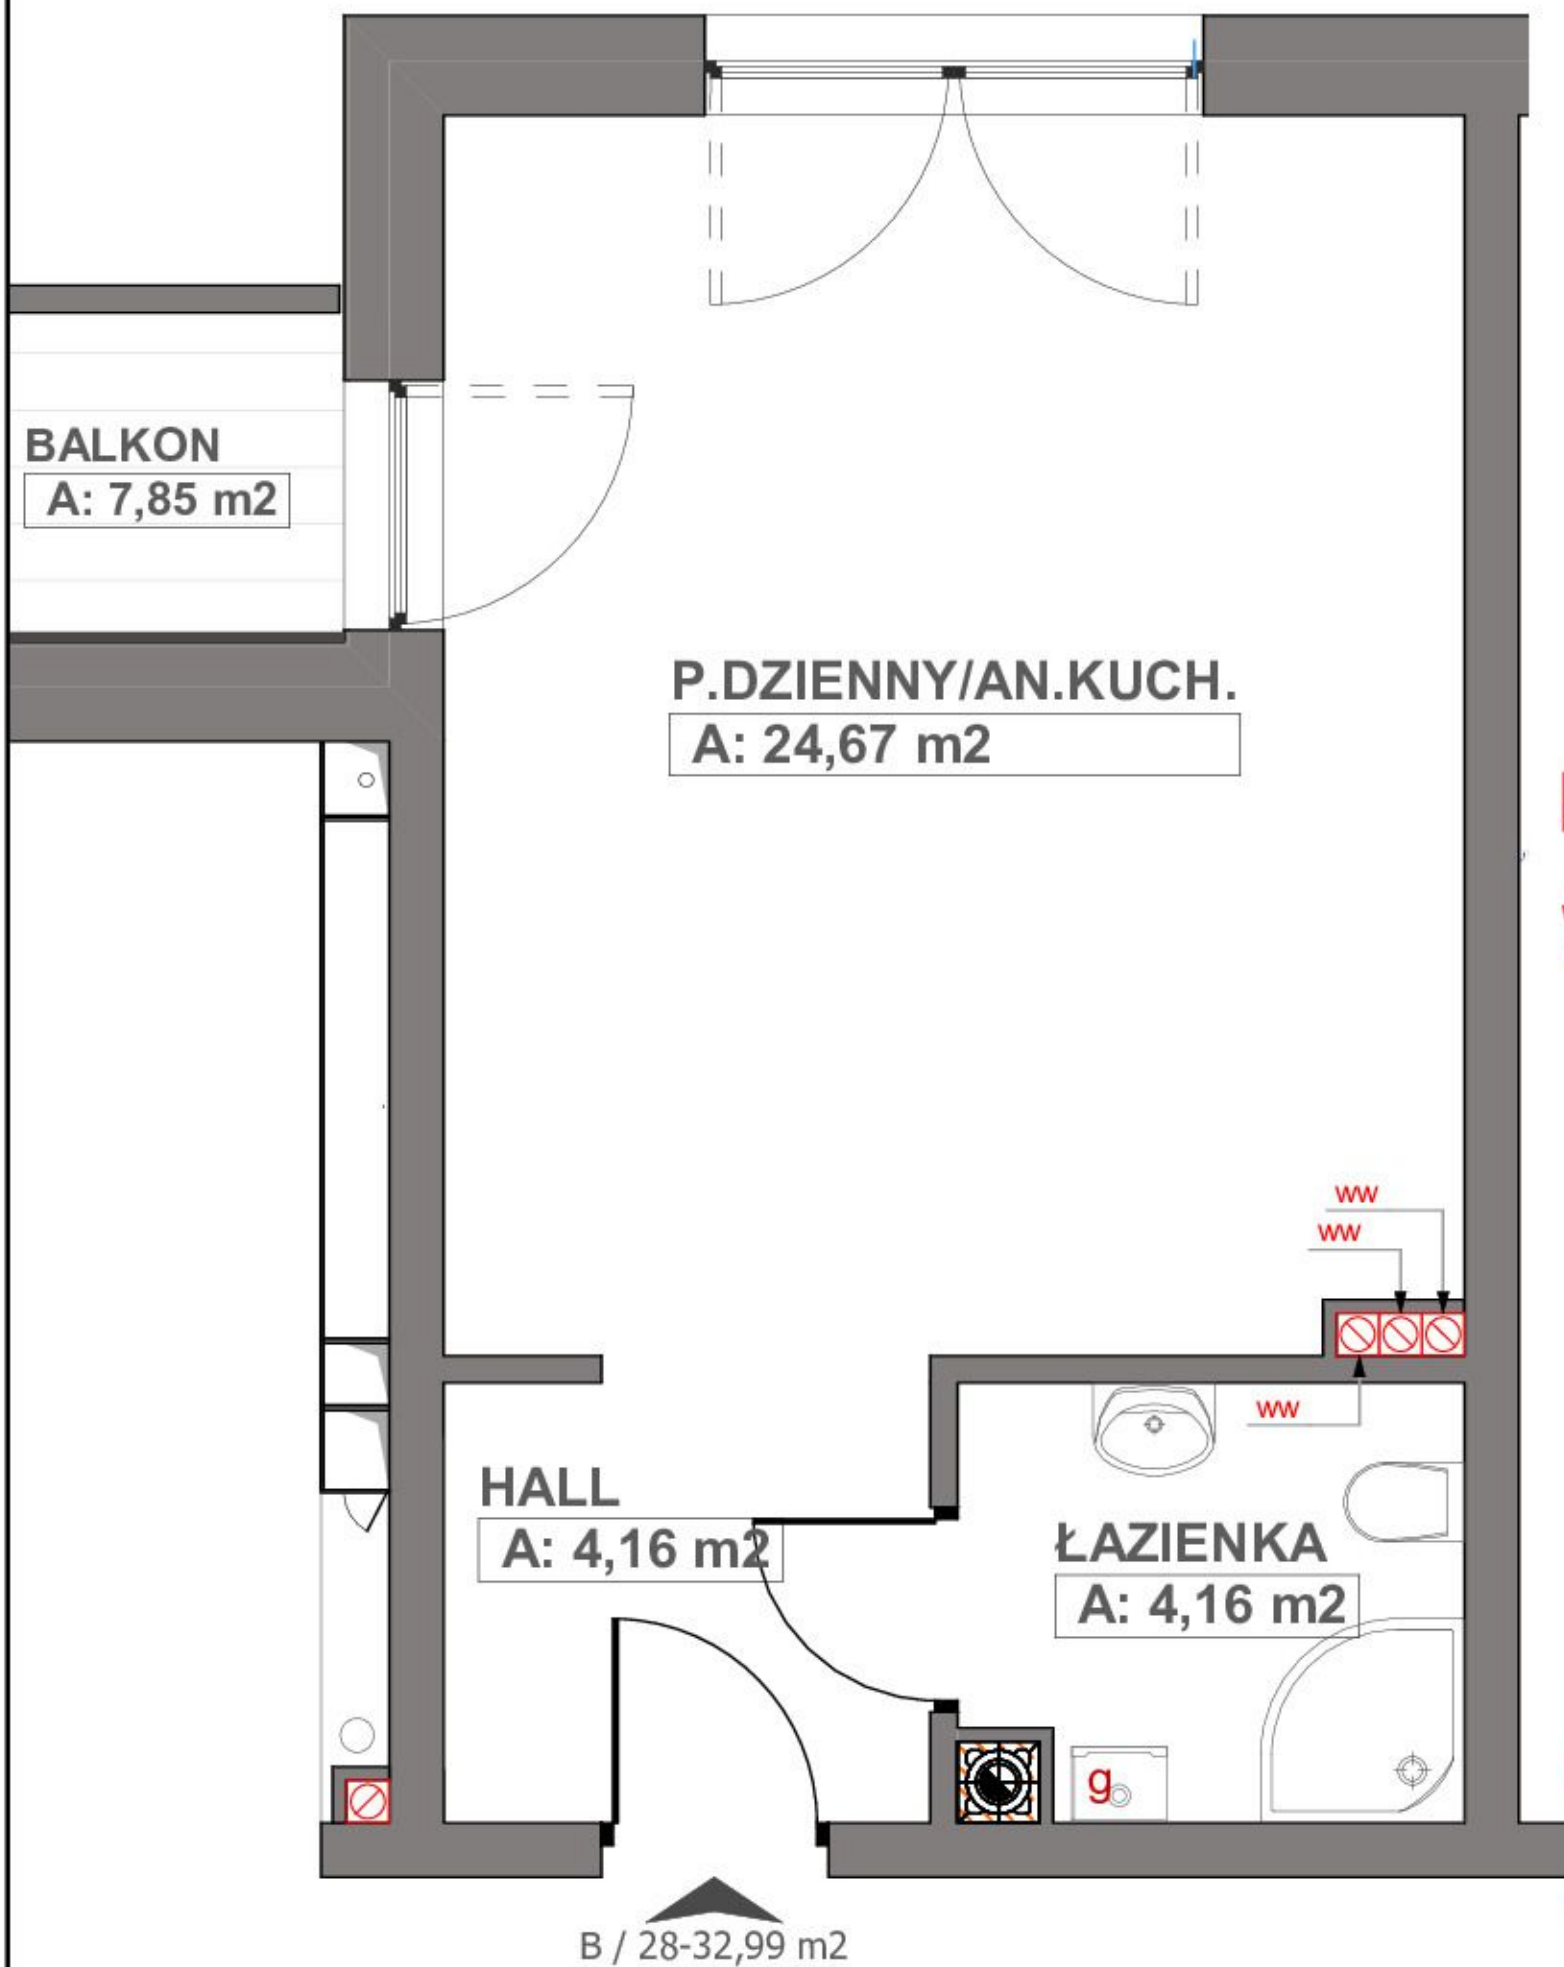 BALKON
A: 7,85 m2
P.DZIENNY/AN.KUCH.
A: 24,67 m2
ww
ww
ww
HALL
A: 4,16 m2
ŁAZIENKA
A: 4,16 m2
g
B / 28-32,99 m2